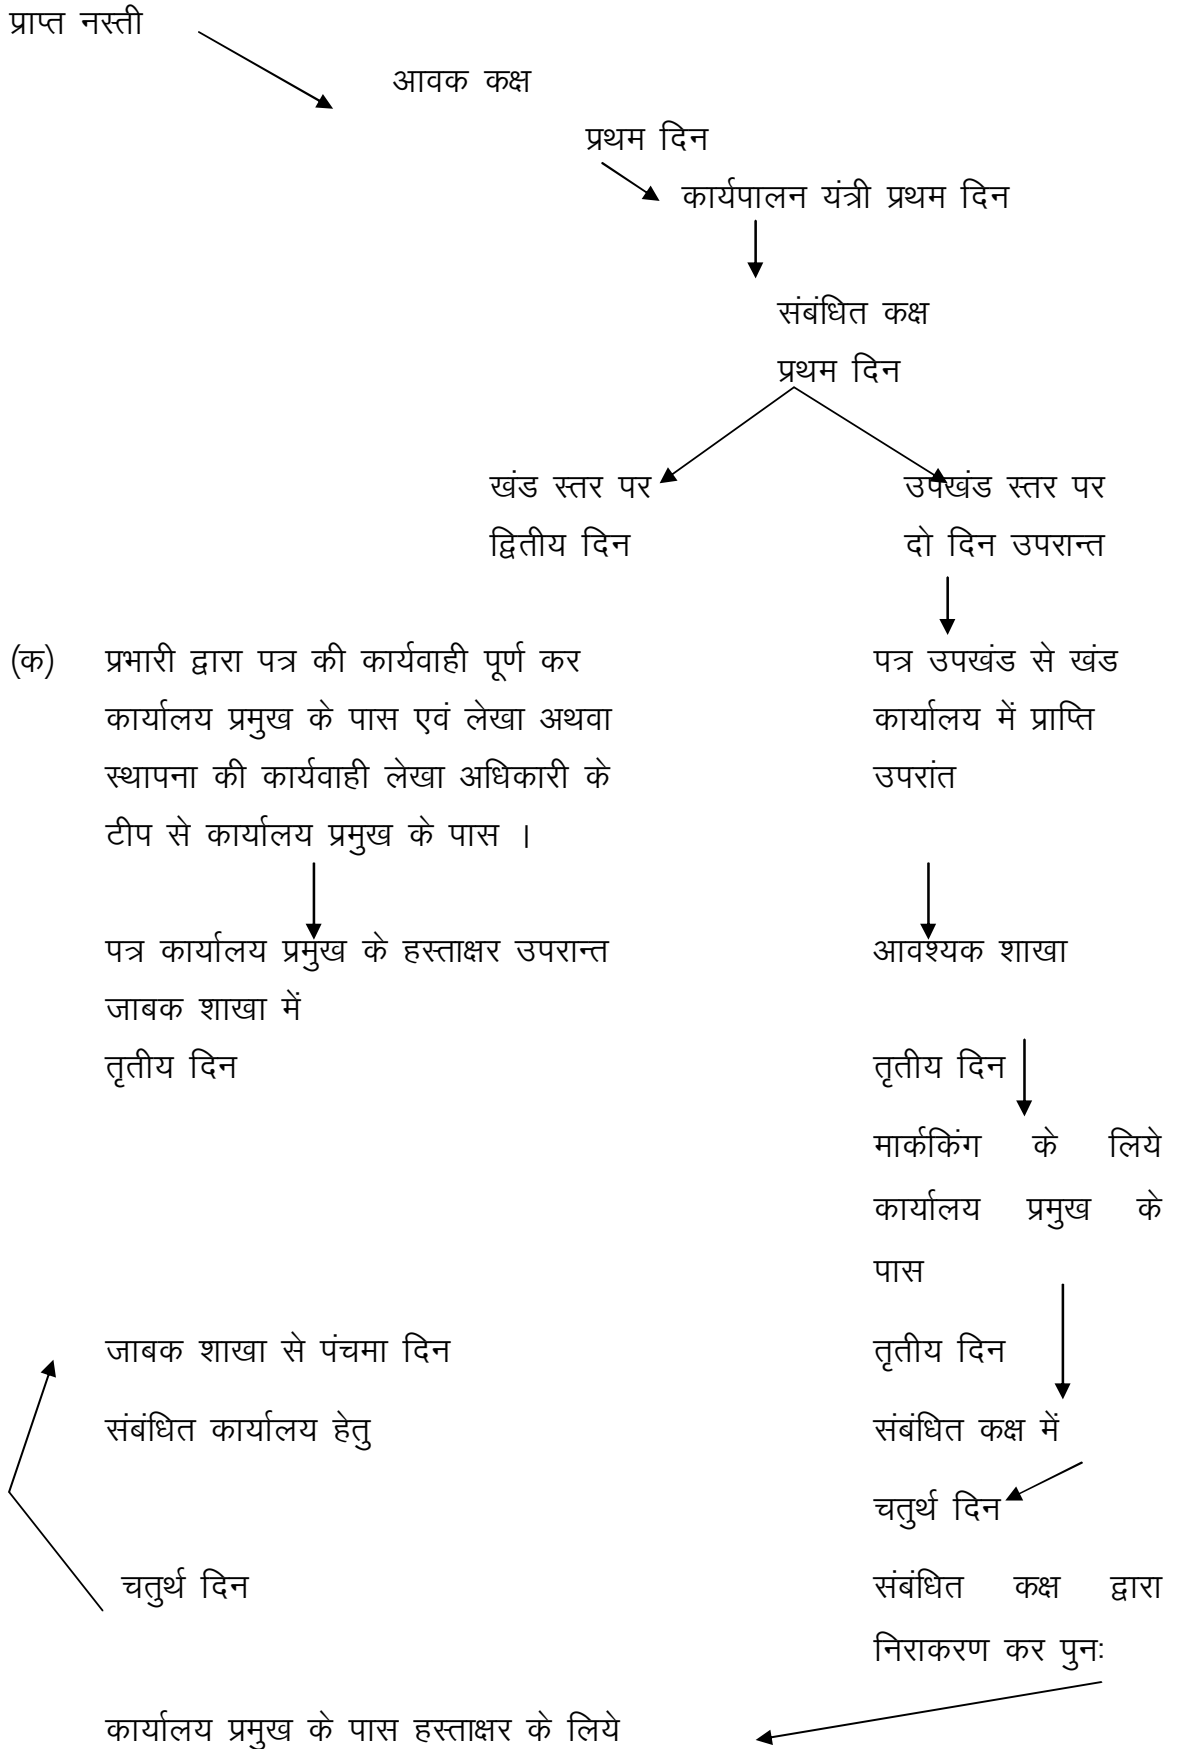 प्राप्त नस्ती
आवक कक्ष
प्रथम दिन
कार्यपालन यंत्री प्रथम दिन
संबंधित कक्ष
प्रथम दिन
खंड स्तर पर उपखंड स्तर पर
द्वितीय दिन दो दिन उपरान्त
(क) प्रभारी द्वारा पत्र की कार्यवाही पूर्ण कर पत्र उपखंड से खंड
कार्यालय प्रमुख के पास एवं लेखा अथवा कार्यालय में प्राप्ति
स्थापना की कार्यवाही लेखा अधिकारी के उपरांत
टीप से कार्यालय प्रमुख के पास ।
पत्र कार्यालय प्रमुख के हस्ताक्षर उपरान्त आवश्यक शाखा
जाबक शाखा में
तृतीय दिन तृतीय दिन
मार्ककिंग के लिये
कार्यालय प्रमुख के
पास
जाबक शाखा से पंचमा दिन तृतीय दिन
संबंधित कार्यालय हेतु संबंधित कक्ष में
चतुर्थ दिन
चतुर्थ दिन संबंधित कक्ष द्वारा
निराकरण कर पुनः
कार्यालय प्रमुख के पास हस्ताक्षर के लिये